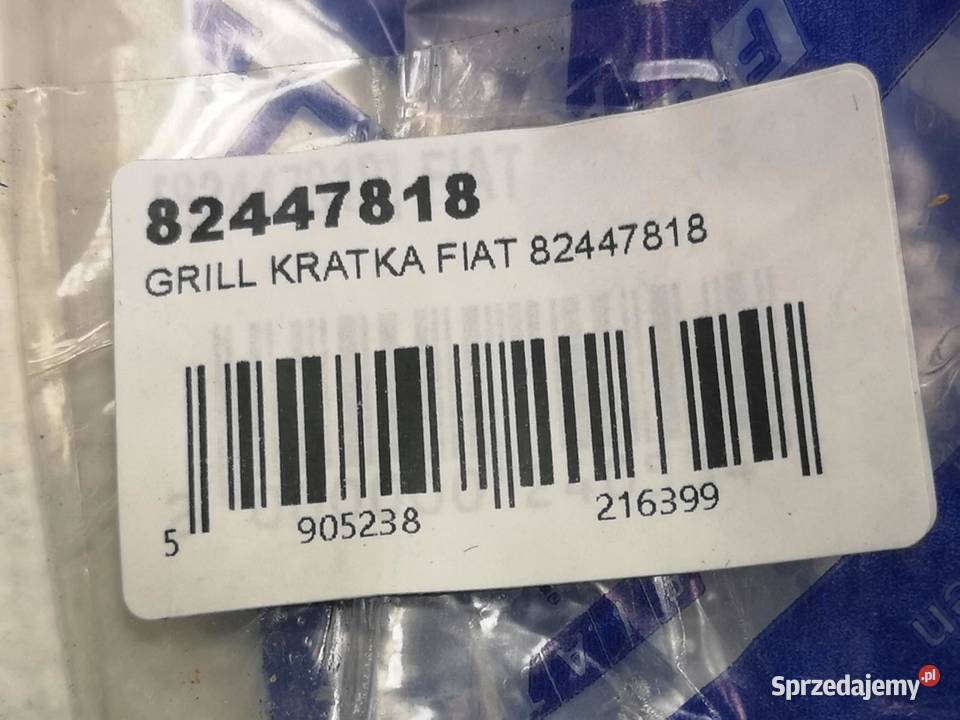 82447818
GRILL KRATKA FIAT 82447818
5 905238 216399
Sprzedajemy.pl